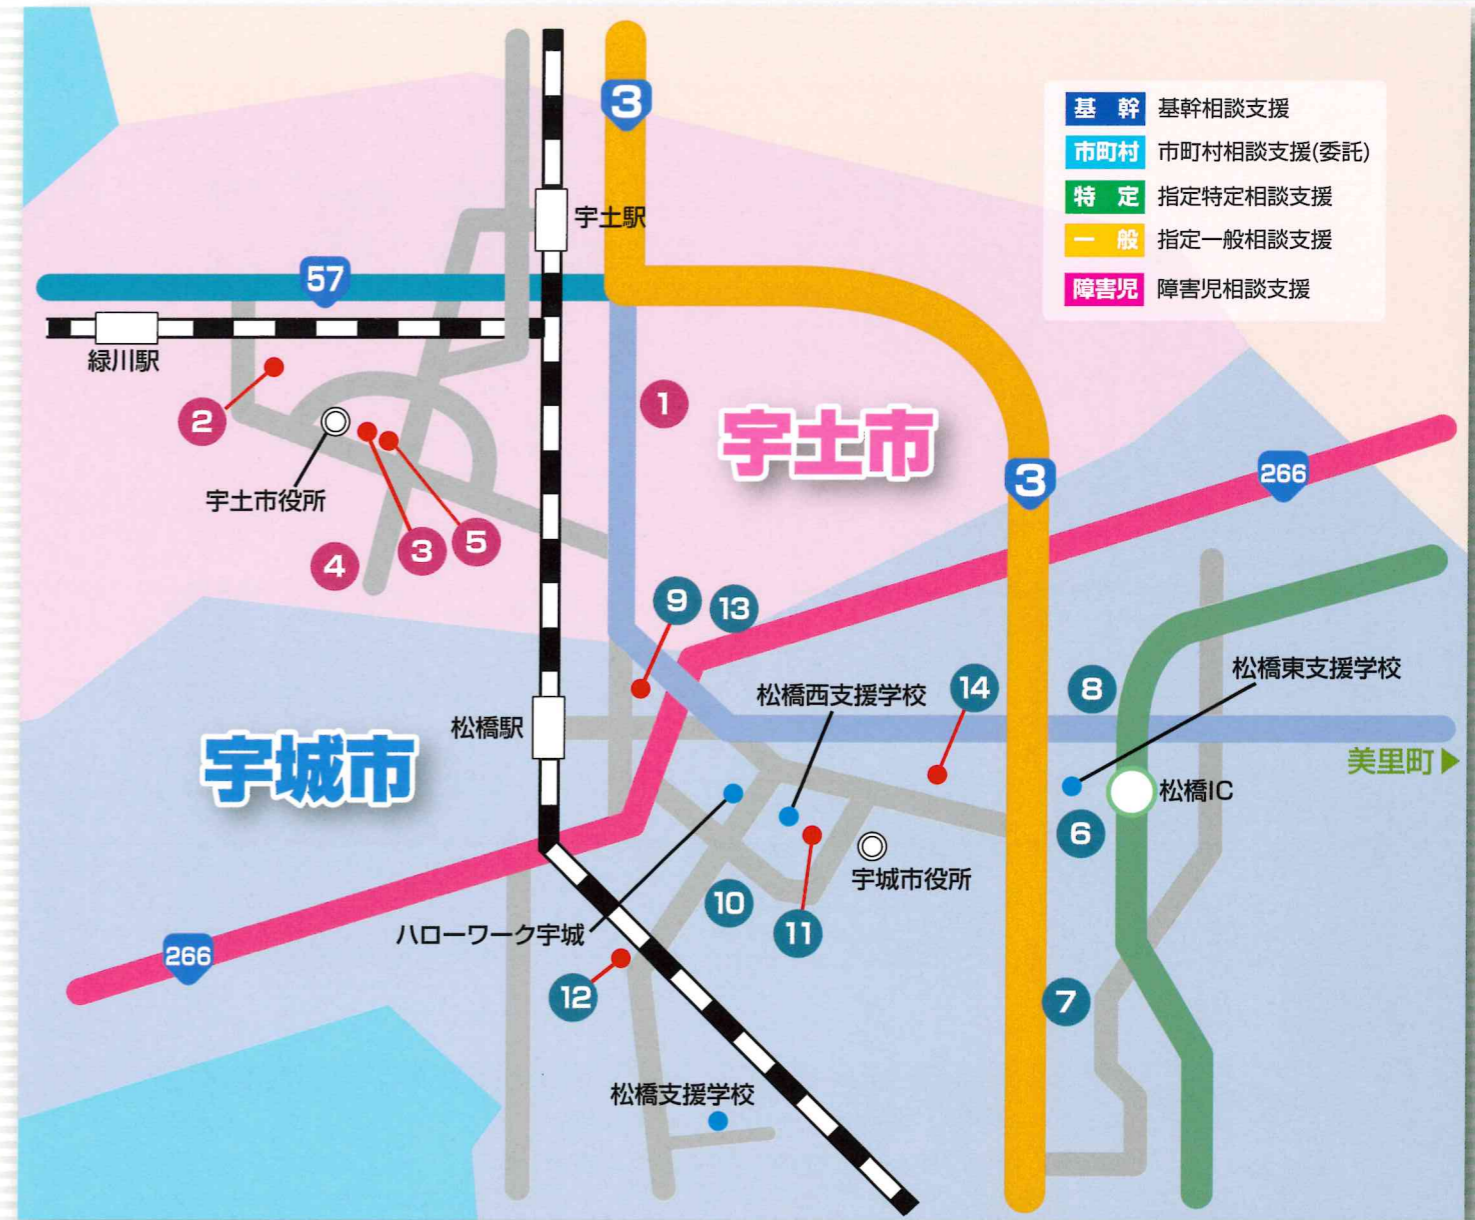 3
基幹 基幹相談支援
市町村 市町村相談支援(委託)
特定 指定特定相談支援
一般 指定一般相談支援
障害児 障害児相談支援
宇土駅
57
緑川駅
2
1
宇土市
宇土市役所
3
266
4
3
5
9
13
松橋東支援学校
松橋西支援学校
14
8
松橋駅
宇城市
美里町▶
松橋IC
6
宇城市役所
10
11
ハローワーク宇城
266
12
7
松橋支援学校